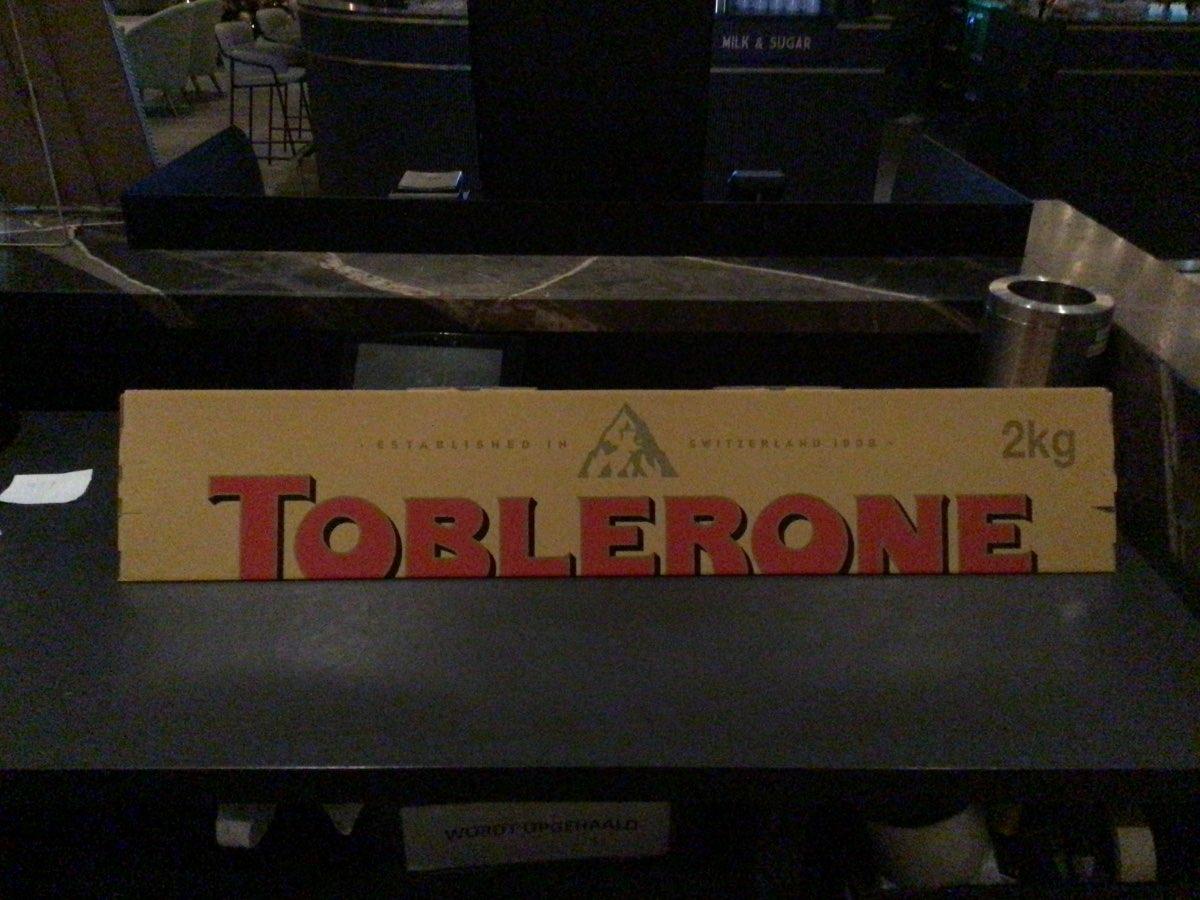 MILK & SUGAR
· ESTABLISHED IN SWITZERLAND 1908 ·
2kg
TOBLERONE
WORDT OPGEHAALD